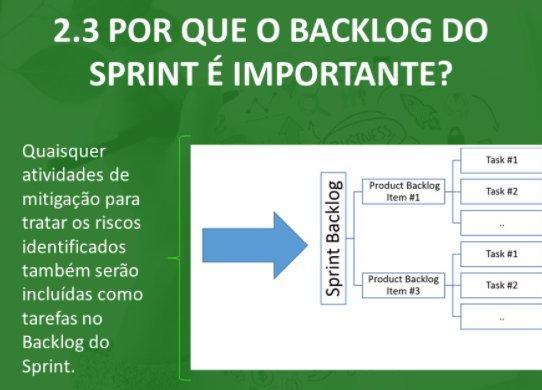 2.3 POR QUE O BACKLOG DO
SPRINT É IMPORTANTE?
Quaisquer
atividades de
mitigação para
tratar os riscos
identificados
também serão
incluídas como
tarefas no
Backlog do
Sprint.
Sprint Backlog
Product Backlog
Item #1
Task #1
Task #2
..
Product Backlog
Item #3
Task #1
Task #2
..